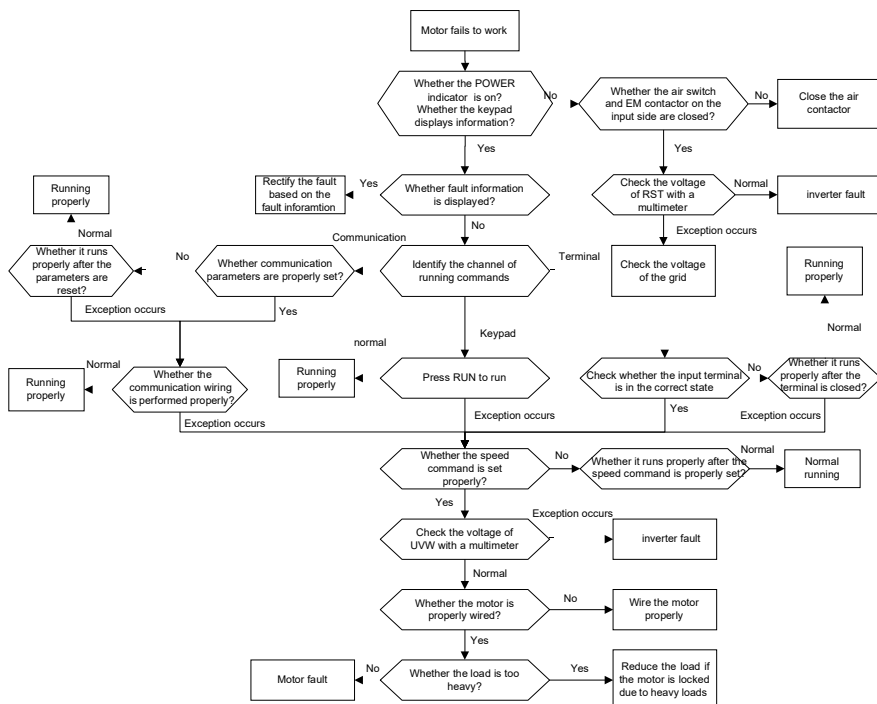 Motor fails to work
Whether the POWER
indicator is on?
Whether the keypad
displays information?
No
Whether the air switch
and EM contactor on the
input side are closed?
No
Close the air
contactor
Yes
Yes
Running
properly
Rectify the fault
based on the
fault inforamtion
Yes
Whether fault information
is displayed?
Check the voltage
of RST with a
multimeter
Normal
inverter fault
Normal
No
Exception occurs
Communication
Terminal
Whether it runs
properly after the
parameters are
reset?
No
Whether communication
parameters are properly set?
Identify the channel of
running commands
Check the voltage
of the grid
Running
properly
Exception occurs
Yes
Keypad
Normal
Running
properly
Normal
Whether the
communication wiring
is performed properly?
Running
properly
normal
Press RUN to run
Check whether the input terminal
is in the correct state
No
Whether it runs
properly after the
terminal is closed?
Exception occurs
Exception occurs
Yes
Exception occurs
Whether the speed
command is set
properly?
No
Whether it runs properly after the
speed command is properly set?
Normal
Normal
running
Yes
Exception occurs
Check the voltage of
UVW with a multimeter
inverter fault
Normal
Whether the motor is
properly wired?
No
Wire the motor
properly
Yes
Motor fault
No
Whether the load is too
heavy?
Yes
Reduce the load if
the motor is locked
due to heavy loads